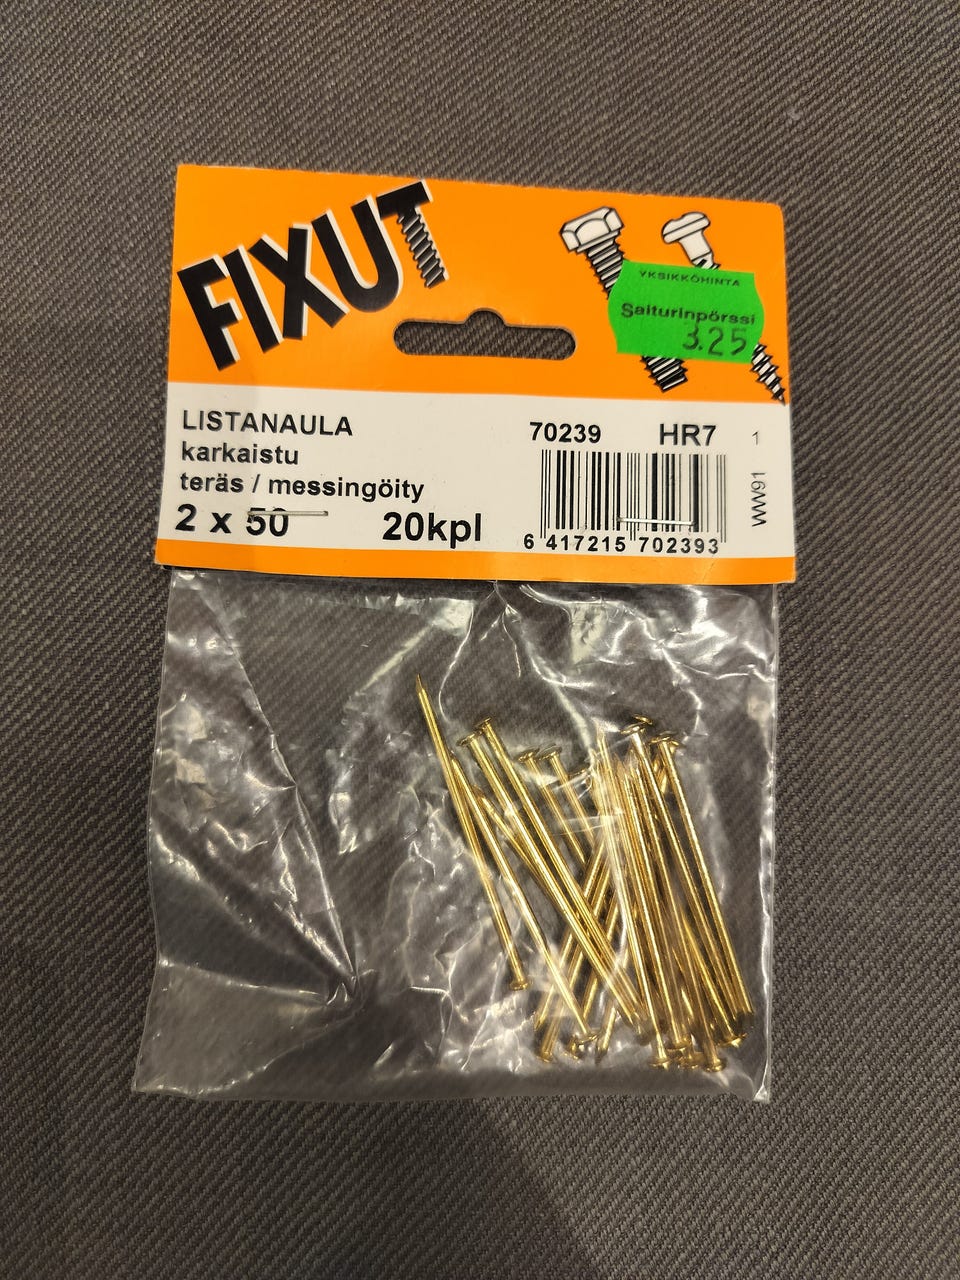 FIXUT
YKSIKKÖHINTA
Saiturinpörssi
3.25
LISTANAULA
karkaistu
teräs / messingöity
2 x 50 20kpl
70239 HR7
6 417215 702393
1
WW91